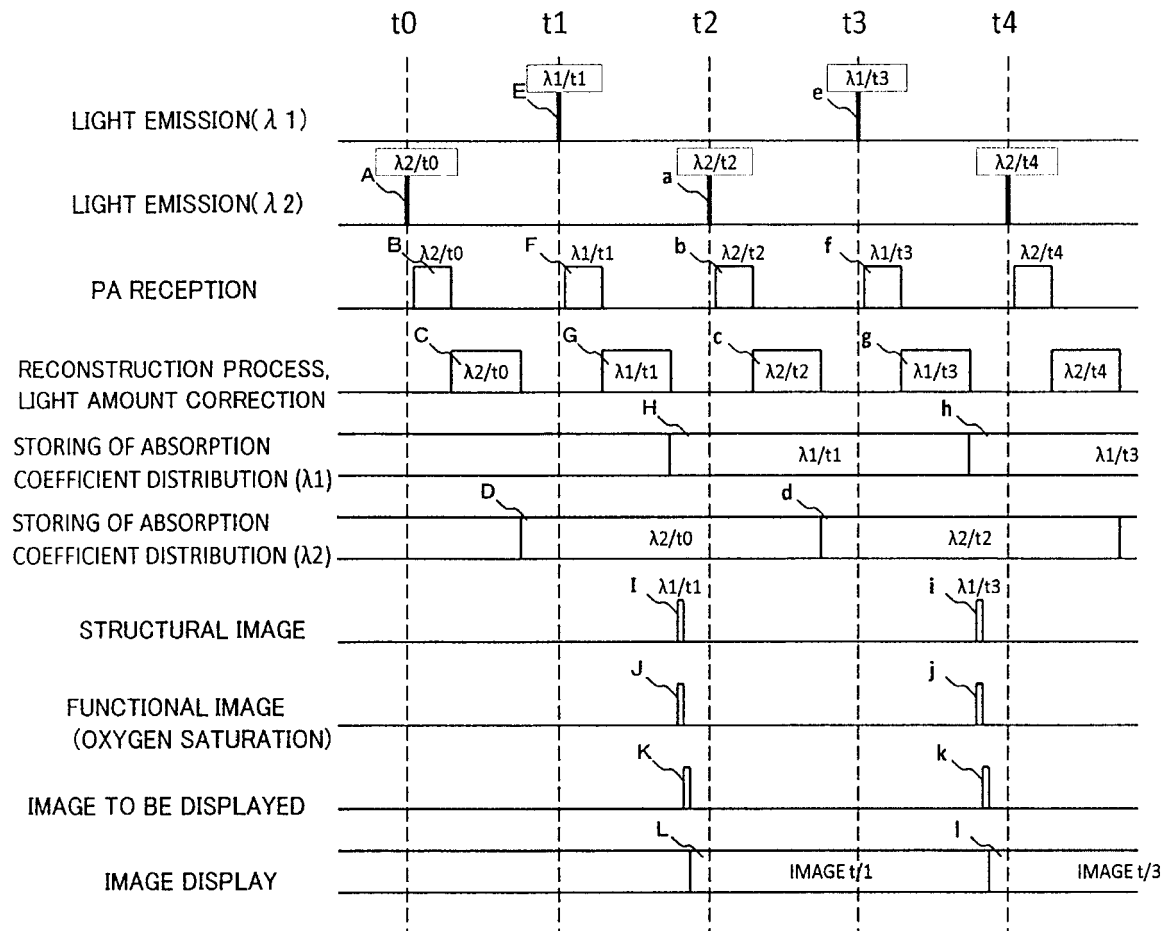 t0 t1 t2 t3 t4
λ1/t1 λ1/t3
E e
LIGHT EMISSION(λ 1)
λ2/t0 λ2/t2 λ2/t4
A a
LIGHT EMISSION(λ 2)
B λ2/t0 F λ1/t1 b λ2/t2 f λ1/t3 λ2/t4
PA RECEPTION
C G c g
RECONSTRUCTION PROCESS,
LIGHT AMOUNT CORRECTION
λ2/t0 λ1/t1 λ2/t2 λ1/t3 λ2/t4
H h
STORING OF ABSORPTION
COEFFICIENT DISTRIBUTION (λ1)
λ1/t1 λ1/t3
D d
STORING OF ABSORPTION
COEFFICIENT DISTRIBUTION (λ2)
λ2/t0 λ2/t2
I λ1/t1 i λ1/t3
STRUCTURAL IMAGE
J j
FUNCTIONAL IMAGE
(OXYGEN SATURATION)
K k
IMAGE TO BE DISPLAYED
L l
IMAGE DISPLAY
IMAGE t/1 IMAGE t/3